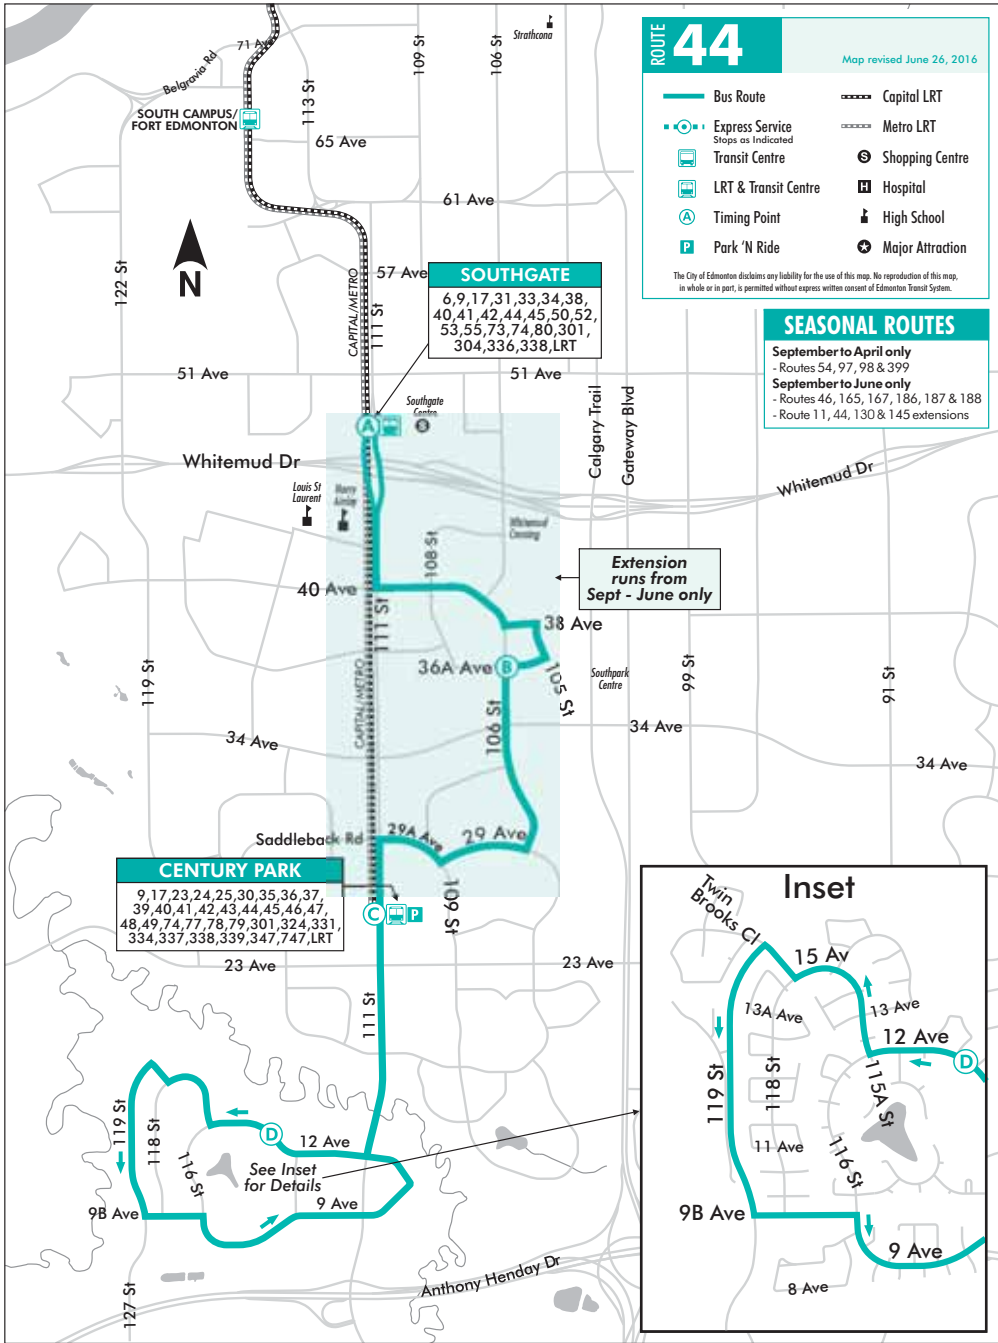 Strathcona
109 St
106 St
71 Ave
Belgravia Rd
113 St
SOUTH CAMPUS/
FORT EDMONTON
65 Ave
61 Ave
122 St
N
57 Ave
CAPITAL/METRO
111 St
ROUTE 44
Map revised June 26, 2016
Bus Route
Express Service
Stops as Indicated
Transit Centre
LRT & Transit Centre
A Timing Point
P Park 'N Ride
Capital LRT
Metro LRT
S Shopping Centre
H Hospital
High School
Major Attraction
The City of Edmonton disclaims any liability for the use of this map. No reproduction of this map,
in whole or in part, is permitted without express written consent of Edmonton Transit System.
SOUTHGATE
6,9,17,31,33,34,38,
40,41,42,44,45,50,52,
53,55,73,74,80,301,
304,336,338,LRT
SEASONAL ROUTES
September to April only
- Routes 54, 97, 98 & 399
September to June only
- Routes 46, 165, 167, 186, 187 & 188
- Route 11, 44, 130 & 145 extensions
51 Ave
51 Ave
Calgary Trail
Gateway Blvd
Southgate
Centre
A
S
Whitemud Dr
Whitemud Dr
Louis St
Laurent
Harry
Ainlay
Whitemud
Crossing
108 St
Extension
runs from
Sept - June only
40 Ave
111 St
38 Ave
36A Ave
B
105 St
Southpark
Centre
119 St
99 St
91 St
CAPITAL/METRO
106 St
34 Ave
34 Ave
34 Ave
Saddleback Rd
29A Ave
29 Ave
109 St
CENTURY PARK
9,17,23,24,25,30,35,36,37,
39,40,41,42,43,44,45,46,47,
48,49,74,77,78,79,301,324,331,
334,337,338,339,347,747,LRT
C
P
23 Ave
23 Ave
111 St
119 St
118 St
116 St
D
12 Ave
See Inset
for Details
9 Ave
9B Ave
127 St
Anthony Henday Dr
Inset
Twin
Brooks Cl
15 Av
13A Ave
13 Ave
12 Ave
D
119 St
118 St
115A St
11 Ave
116 St
9B Ave
9 Ave
8 Ave